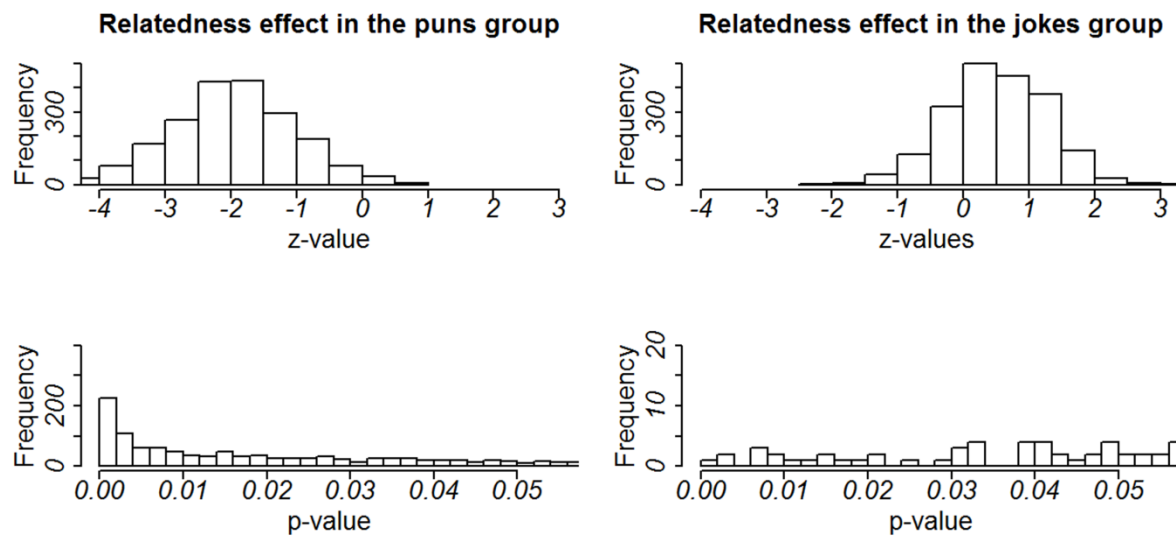 Relatedness effect in the puns group
Frequency
0 300
-4 -3 -2 -1 0 1 2 3
z-value
Relatedness effect in the jokes group
Frequency
0 300
-4 -3 -2 -1 0 1 2 3
z-values
Frequency
0 200
0.00 0.01 0.02 0.03 0.04 0.05
p-value
Frequency
0 10 20
0.00 0.01 0.02 0.03 0.04 0.05
p-value